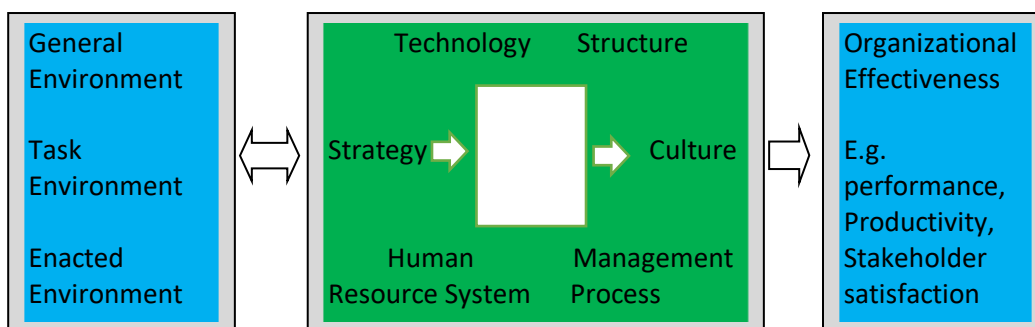 General
Environment
Task
Environment
Enacted
Environment
Technology Structure
Strategy Culture
Human Management
Resource System Process
Organizational
Effectiveness
E.g.
performance,
Productivity,
Stakeholder
satisfaction